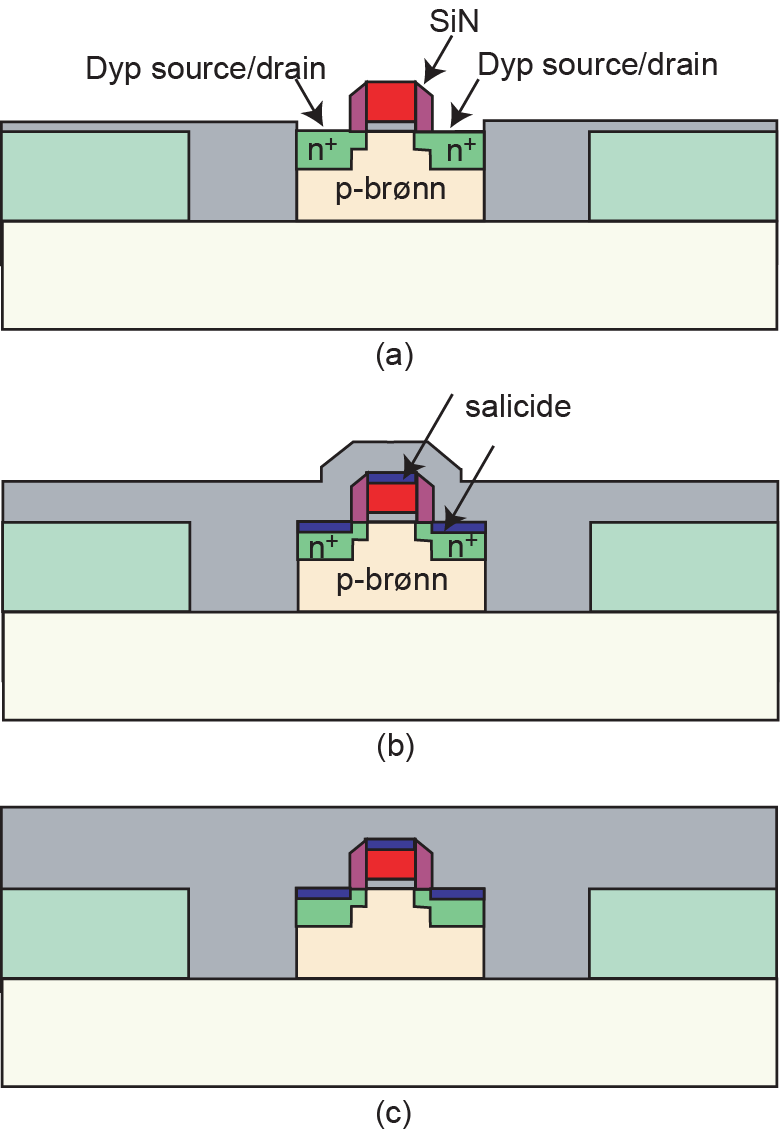 SiN
Dyp source/drain
Dyp source/drain
n+
n+
p-brønn
(a)
salicide
n+
n+
p-brønn
(b)
(c)